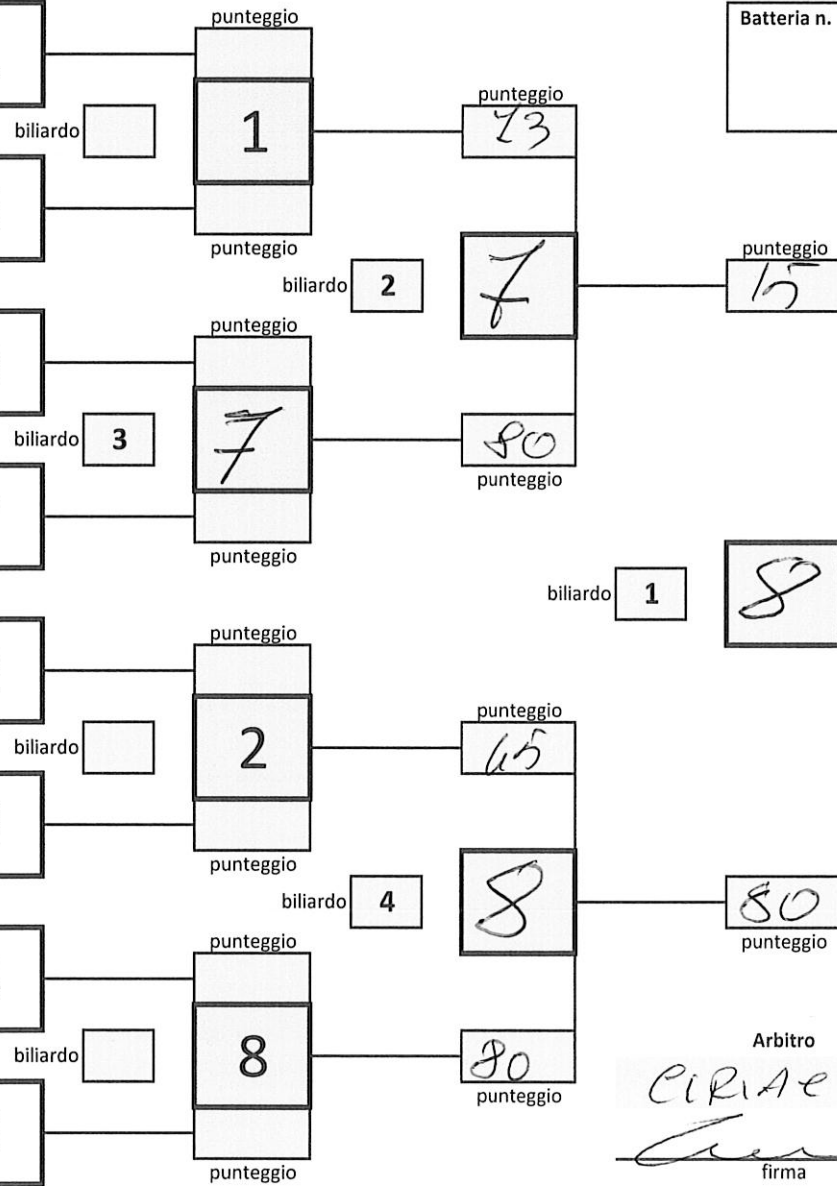 punteggio
Batteria n.
punteggio
biliardo
1
73
punteggio
biliardo 2
7
punteggio
15
punteggio
biliardo 3
7
80
punteggio
punteggio
biliardo 1
8
punteggio
punteggio
biliardo
2
45
punteggio
biliardo 4
8
80
punteggio
punteggio
biliardo
8
80
punteggio
Arbitro
CIRIAC
firma
punteggio